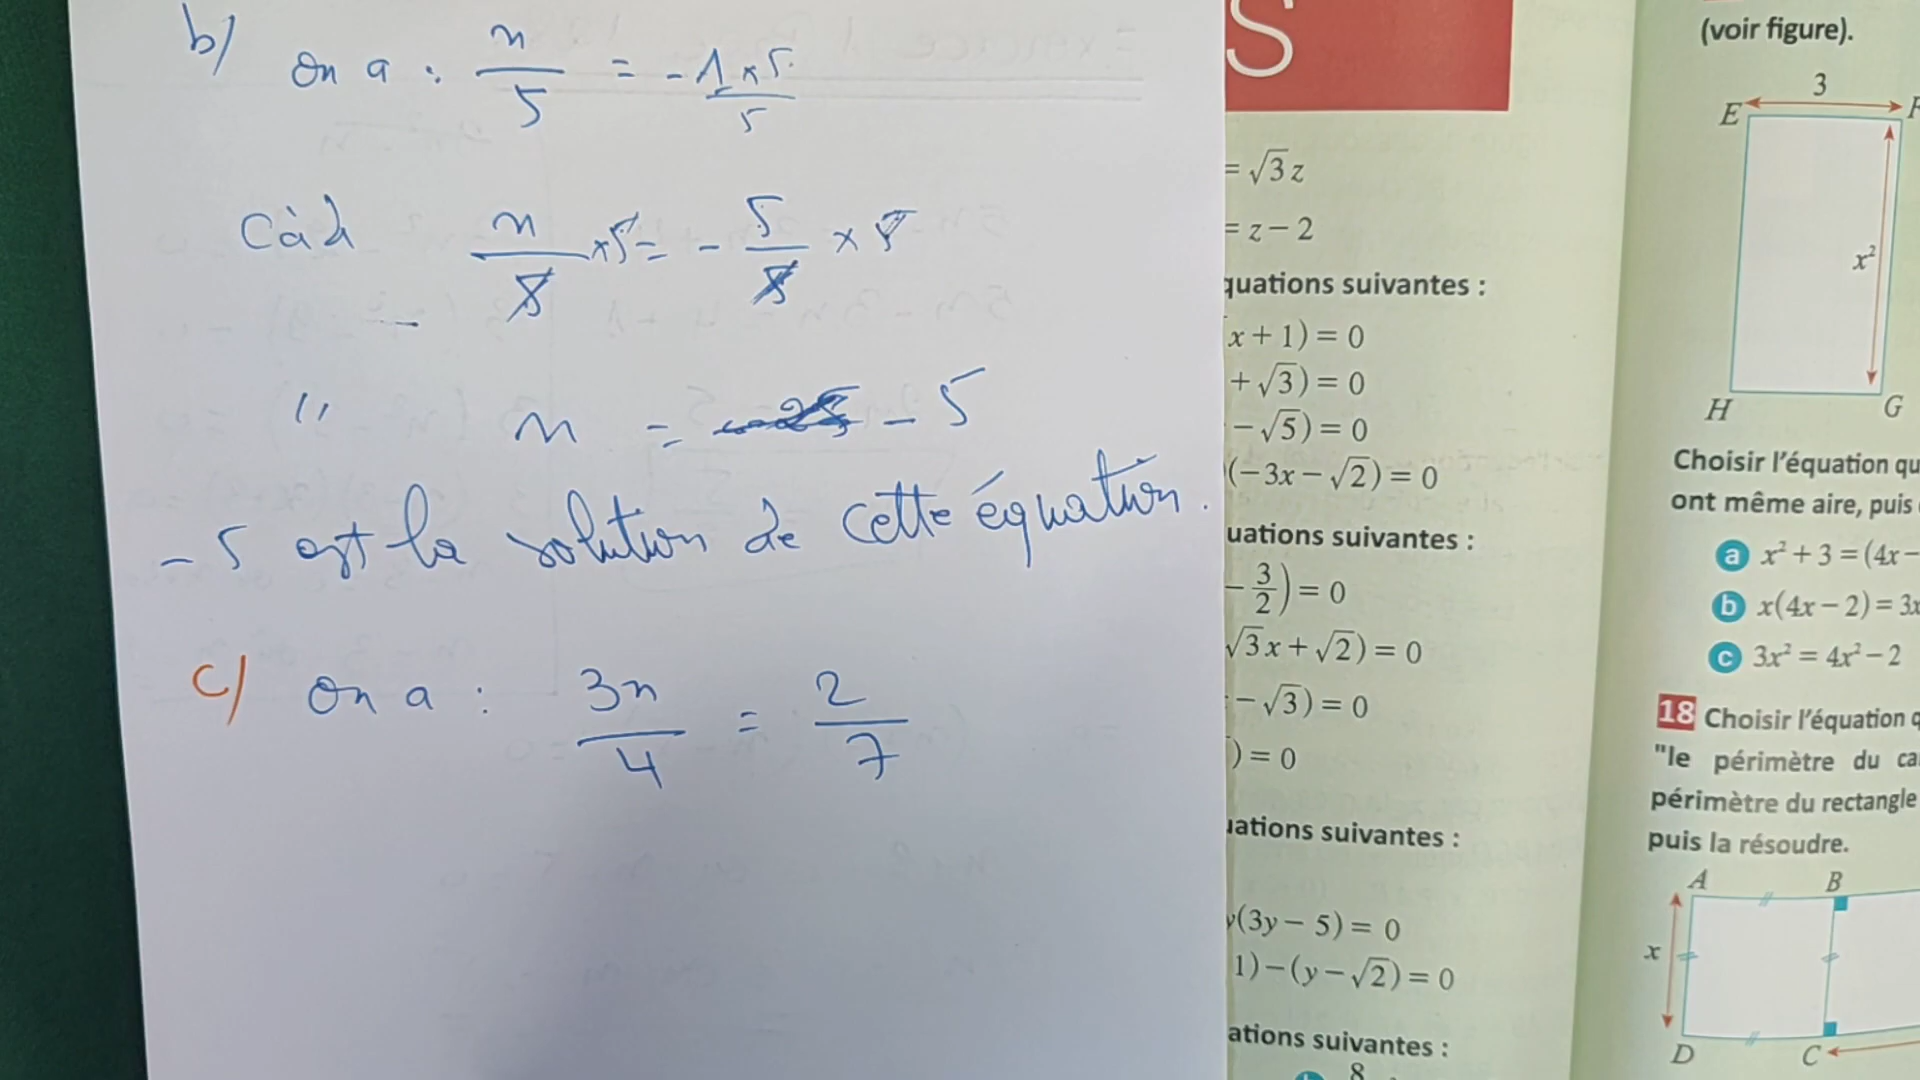 b/ on a : x/5 = -1×5/5
Càd x/5 ×5 = - 5/5 × 5
" x = - 5
- 5 est la solution de cette équation.
c/ on a : 3x/4 = 2/7
S
= √3 z
= z – 2
quations suivantes :
x + 1) = 0
+ √3) = 0
– √5) = 0
(–3x – √2) = 0
uations suivantes :
– 3/2) = 0
√3 x + √2) = 0
– √3) = 0
) = 0
uations suivantes :
y(3y – 5) = 0
1) – (y – √2) = 0
ations suivantes :
8
(voir figure).
3
E F
x²
H G
Choisir l'équation qu
ont même aire, puis
a x² + 3 = (4x –
b x(4x – 2) = 3x
c 3x² = 4x² – 2
18 Choisir l'équation q
"le périmètre du ca
périmètre du rectangle
puis la résoudre.
A B
x
D C